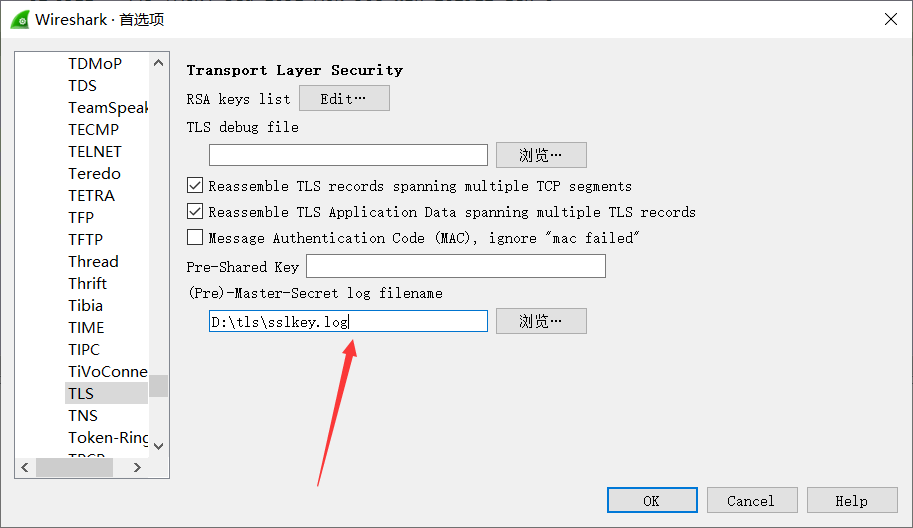 Wireshark · 首选项
TDMoP
TDS
TeamSpeak
TECMP
TELNET
Teredo
TETRA
TFP
TFTP
Thread
Thrift
Tibia
TIME
TIPC
TiVoConne
TLS
TNS
Token-Ring
Transport Layer Security
RSA keys list Edit…
TLS debug file
浏览…
Reassemble TLS records spanning multiple TCP segments
Reassemble TLS Application Data spanning multiple TLS records
Message Authentication Code (MAC), ignore "mac failed"
Pre-Shared Key
(Pre)-Master-Secret log filename
D:\tls\sslkey.log 浏览…
OK Cancel Help